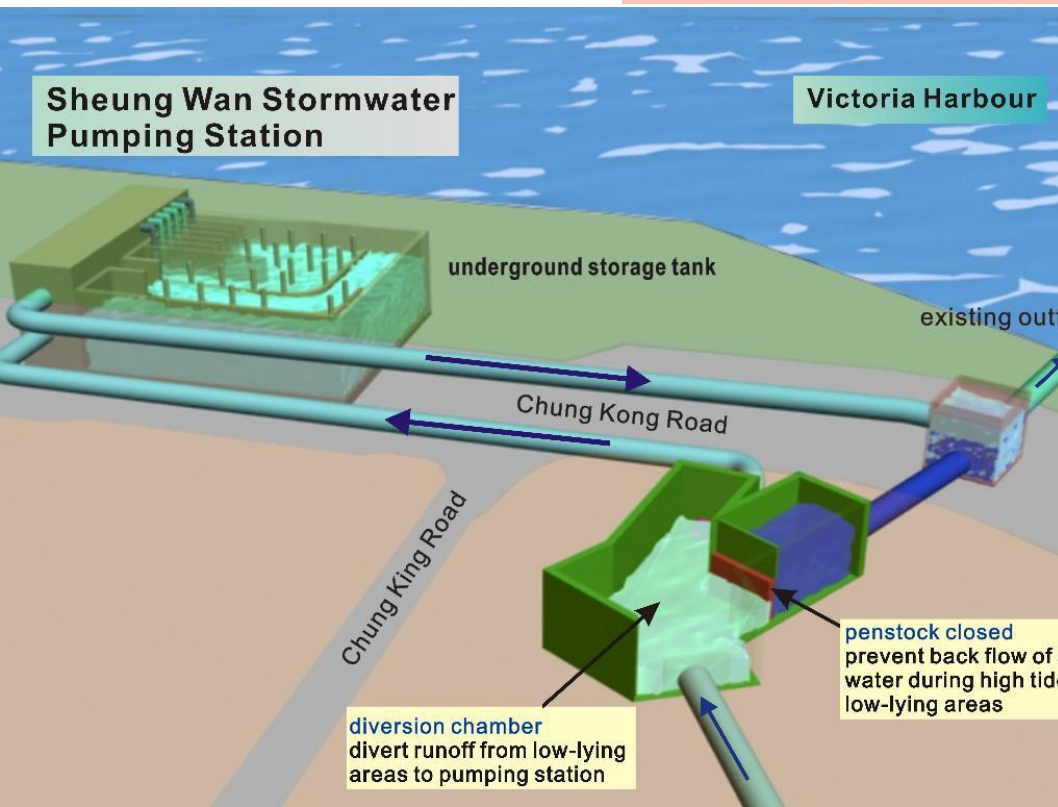 Sheung Wan Stormwater
Pumping Station
Victoria Harbour
underground storage tank
existing
Chung Kong Road
Chung King Road
penstock closed
prevent back flow of
water during high
low-lying areas
diversion chamber
divert runoff from low-lying
areas to pumping station